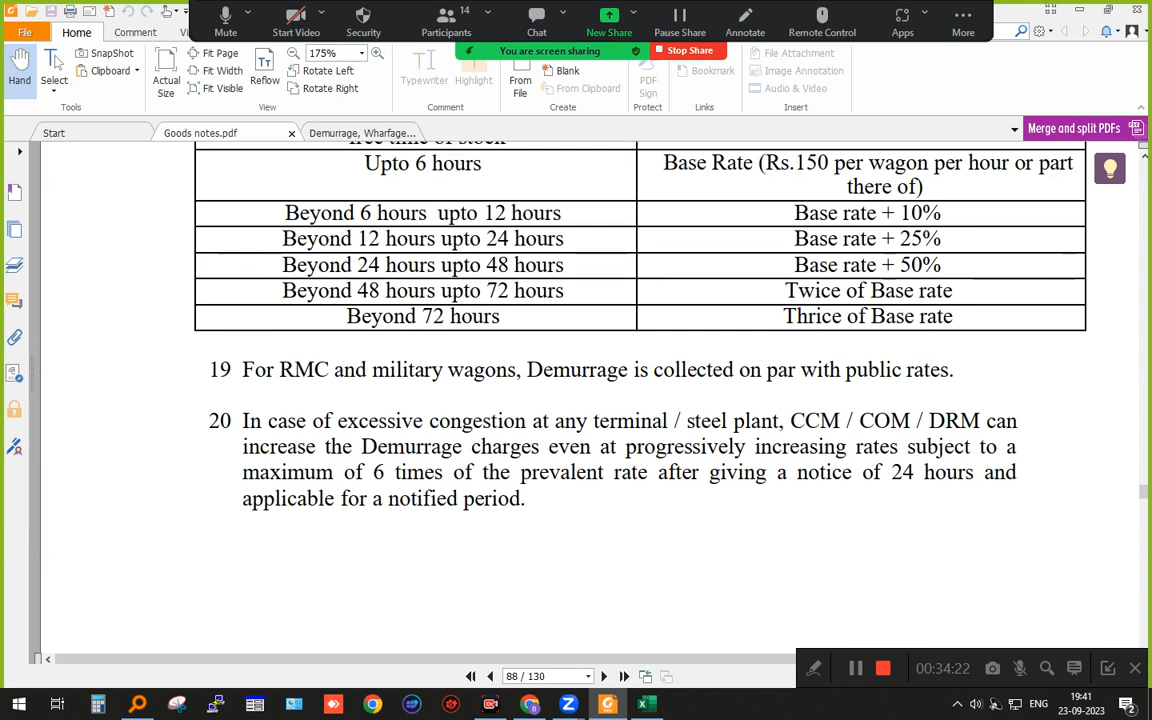 Mute
Start Video
Security
14
Participants
Chat
New Share
Pause Share
Annotate
Remote Control
Apps
More
You are screen sharing
Stop Share
File
Home
Comment
Hand
Select
SnapShot
Clipboard
Tools
Actual
Size
Fit Page
Fit Width
Fit Visible
Reflow
175%
Rotate Left
Rotate Right
View
Typewriter
Highlight
Comment
From
File
Blank
From Clipboard
Create
PDF
Sign
Protect
Bookmark
Links
File Attachment
Image Annotation
Audio & Video
Insert
Start
Goods notes.pdf
Demurrage, Wharfage...
Merge and split PDFs
free time of stock
Upto 6 hours
Base Rate (Rs.150 per wagon per hour or part
there of)
Beyond 6 hours upto 12 hours
Base rate + 10%
Beyond 12 hours upto 24 hours
Base rate + 25%
Beyond 24 hours upto 48 hours
Base rate + 50%
Beyond 48 hours upto 72 hours
Twice of Base rate
Beyond 72 hours
Thrice of Base rate
19 For RMC and military wagons, Demurrage is collected on par with public rates.
20 In case of excessive congestion at any terminal / steel plant, CCM / COM / DRM can
increase the Demurrage charges even at progressively increasing rates subject to a
maximum of 6 times of the prevalent rate after giving a notice of 24 hours and
applicable for a notified period.
88 / 130
00:34:22
ENG
19:41
23-09-2023
2